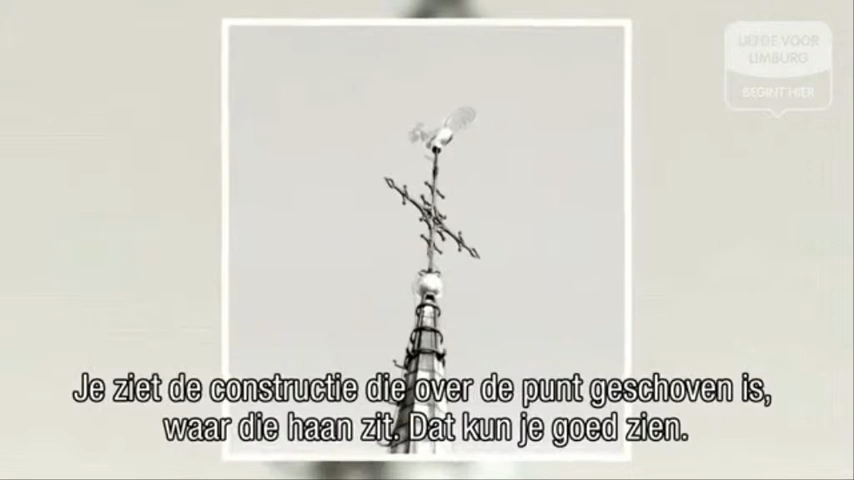 LIEFDE VOOR
LIMBURG
BEGINT HIER
Je ziet de constructie die over de punt geschoven is,
waar die haan zit. Dat kun je goed zien.